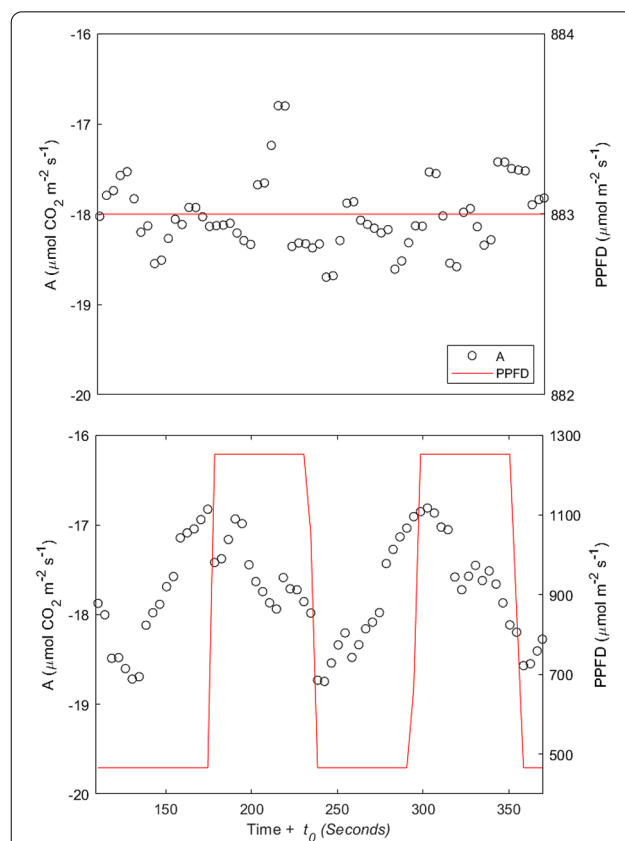 -16
-17
-18
-19
-20
A (μmol CO2 m-2 s-1)
884
883
882
PPFD (μmol m-2 s-1)
A
PPFD
-16
-17
-18
-19
-20
A (μmol CO2 m-2 s-1)
1300
1100
900
700
500
PPFD (μmol m-2 s-1)
150 200 250 300 350
Time + t0 (Seconds)